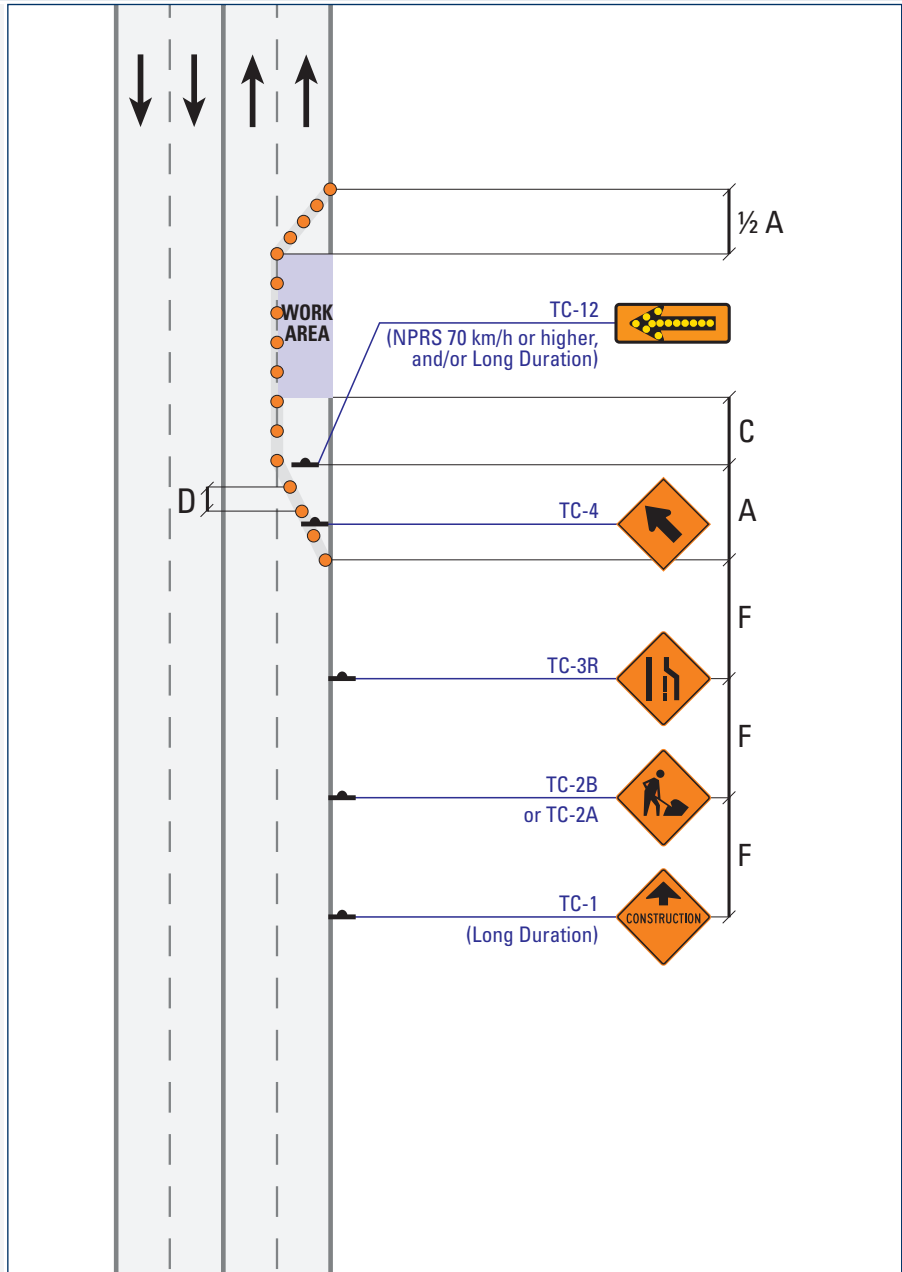 ½ A
WORK
AREA
TC-12
(NPRS 70 km/h or higher,
and/or Long Duration)
C
D
TC-4
A
F
TC-3R
F
TC-2B
or TC-2A
F
TC-1
(Long Duration)
CONSTRUCTION